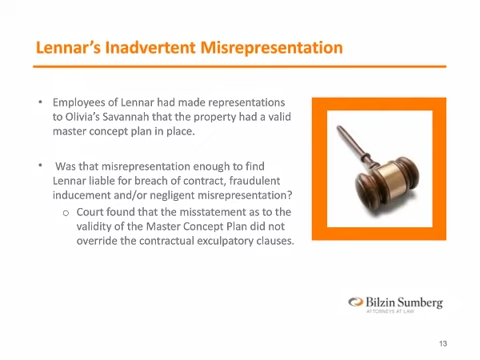 Lennar's Inadvertent Misrepresentation
• Employees of Lennar had made representations
to Olivia's Savannah that the property had a valid
master concept plan in place.
• Was that misrepresentation enough to find
Lennar liable for breach of contract, fraudulent
inducement and/or negligent misrepresentation?
o Court found that the misstatement as to the
validity of the Master Concept Plan did not
override the contractual exculpatory clauses.
Bilzin Sumberg
ATTORNEYS AT LAW
13